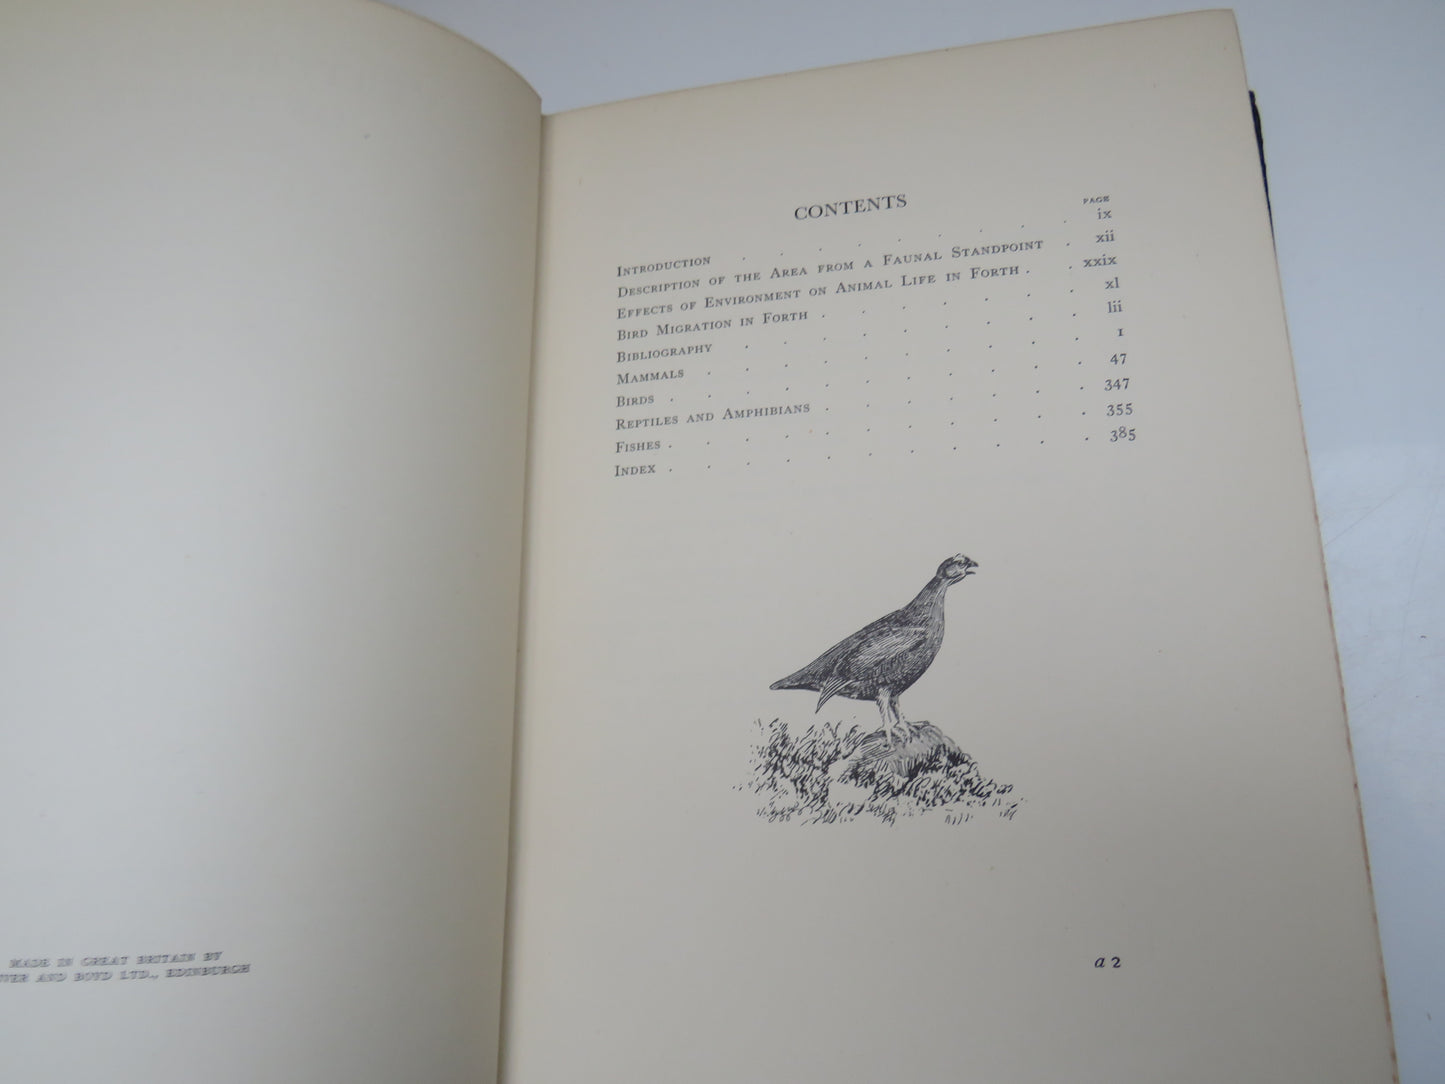 MADE IN GREAT BRITAIN BY
AND BOYD LTD., EDINBURGH
CONTENTS
PAGE
INTRODUCTION . . . . . . . . ix
DESCRIPTION OF THE AREA FROM A FAUNAL STANDPOINT . xii
EFFECTS OF ENVIRONMENT ON ANIMAL LIFE IN FORTH . . xxix
BIRD MIGRATION IN FORTH . . . . . . . . xl
BIBLIOGRAPHY . . . . . . . . . lii
MAMMALS . . . . . . . . . . 1
BIRDS . . . . . . . . . . . 47
REPTILES AND AMPHIBIANS . . . . . . . 347
FISHES . . . . . . . . . . . 355
INDEX . . . . . . . . . . . 385
a 2